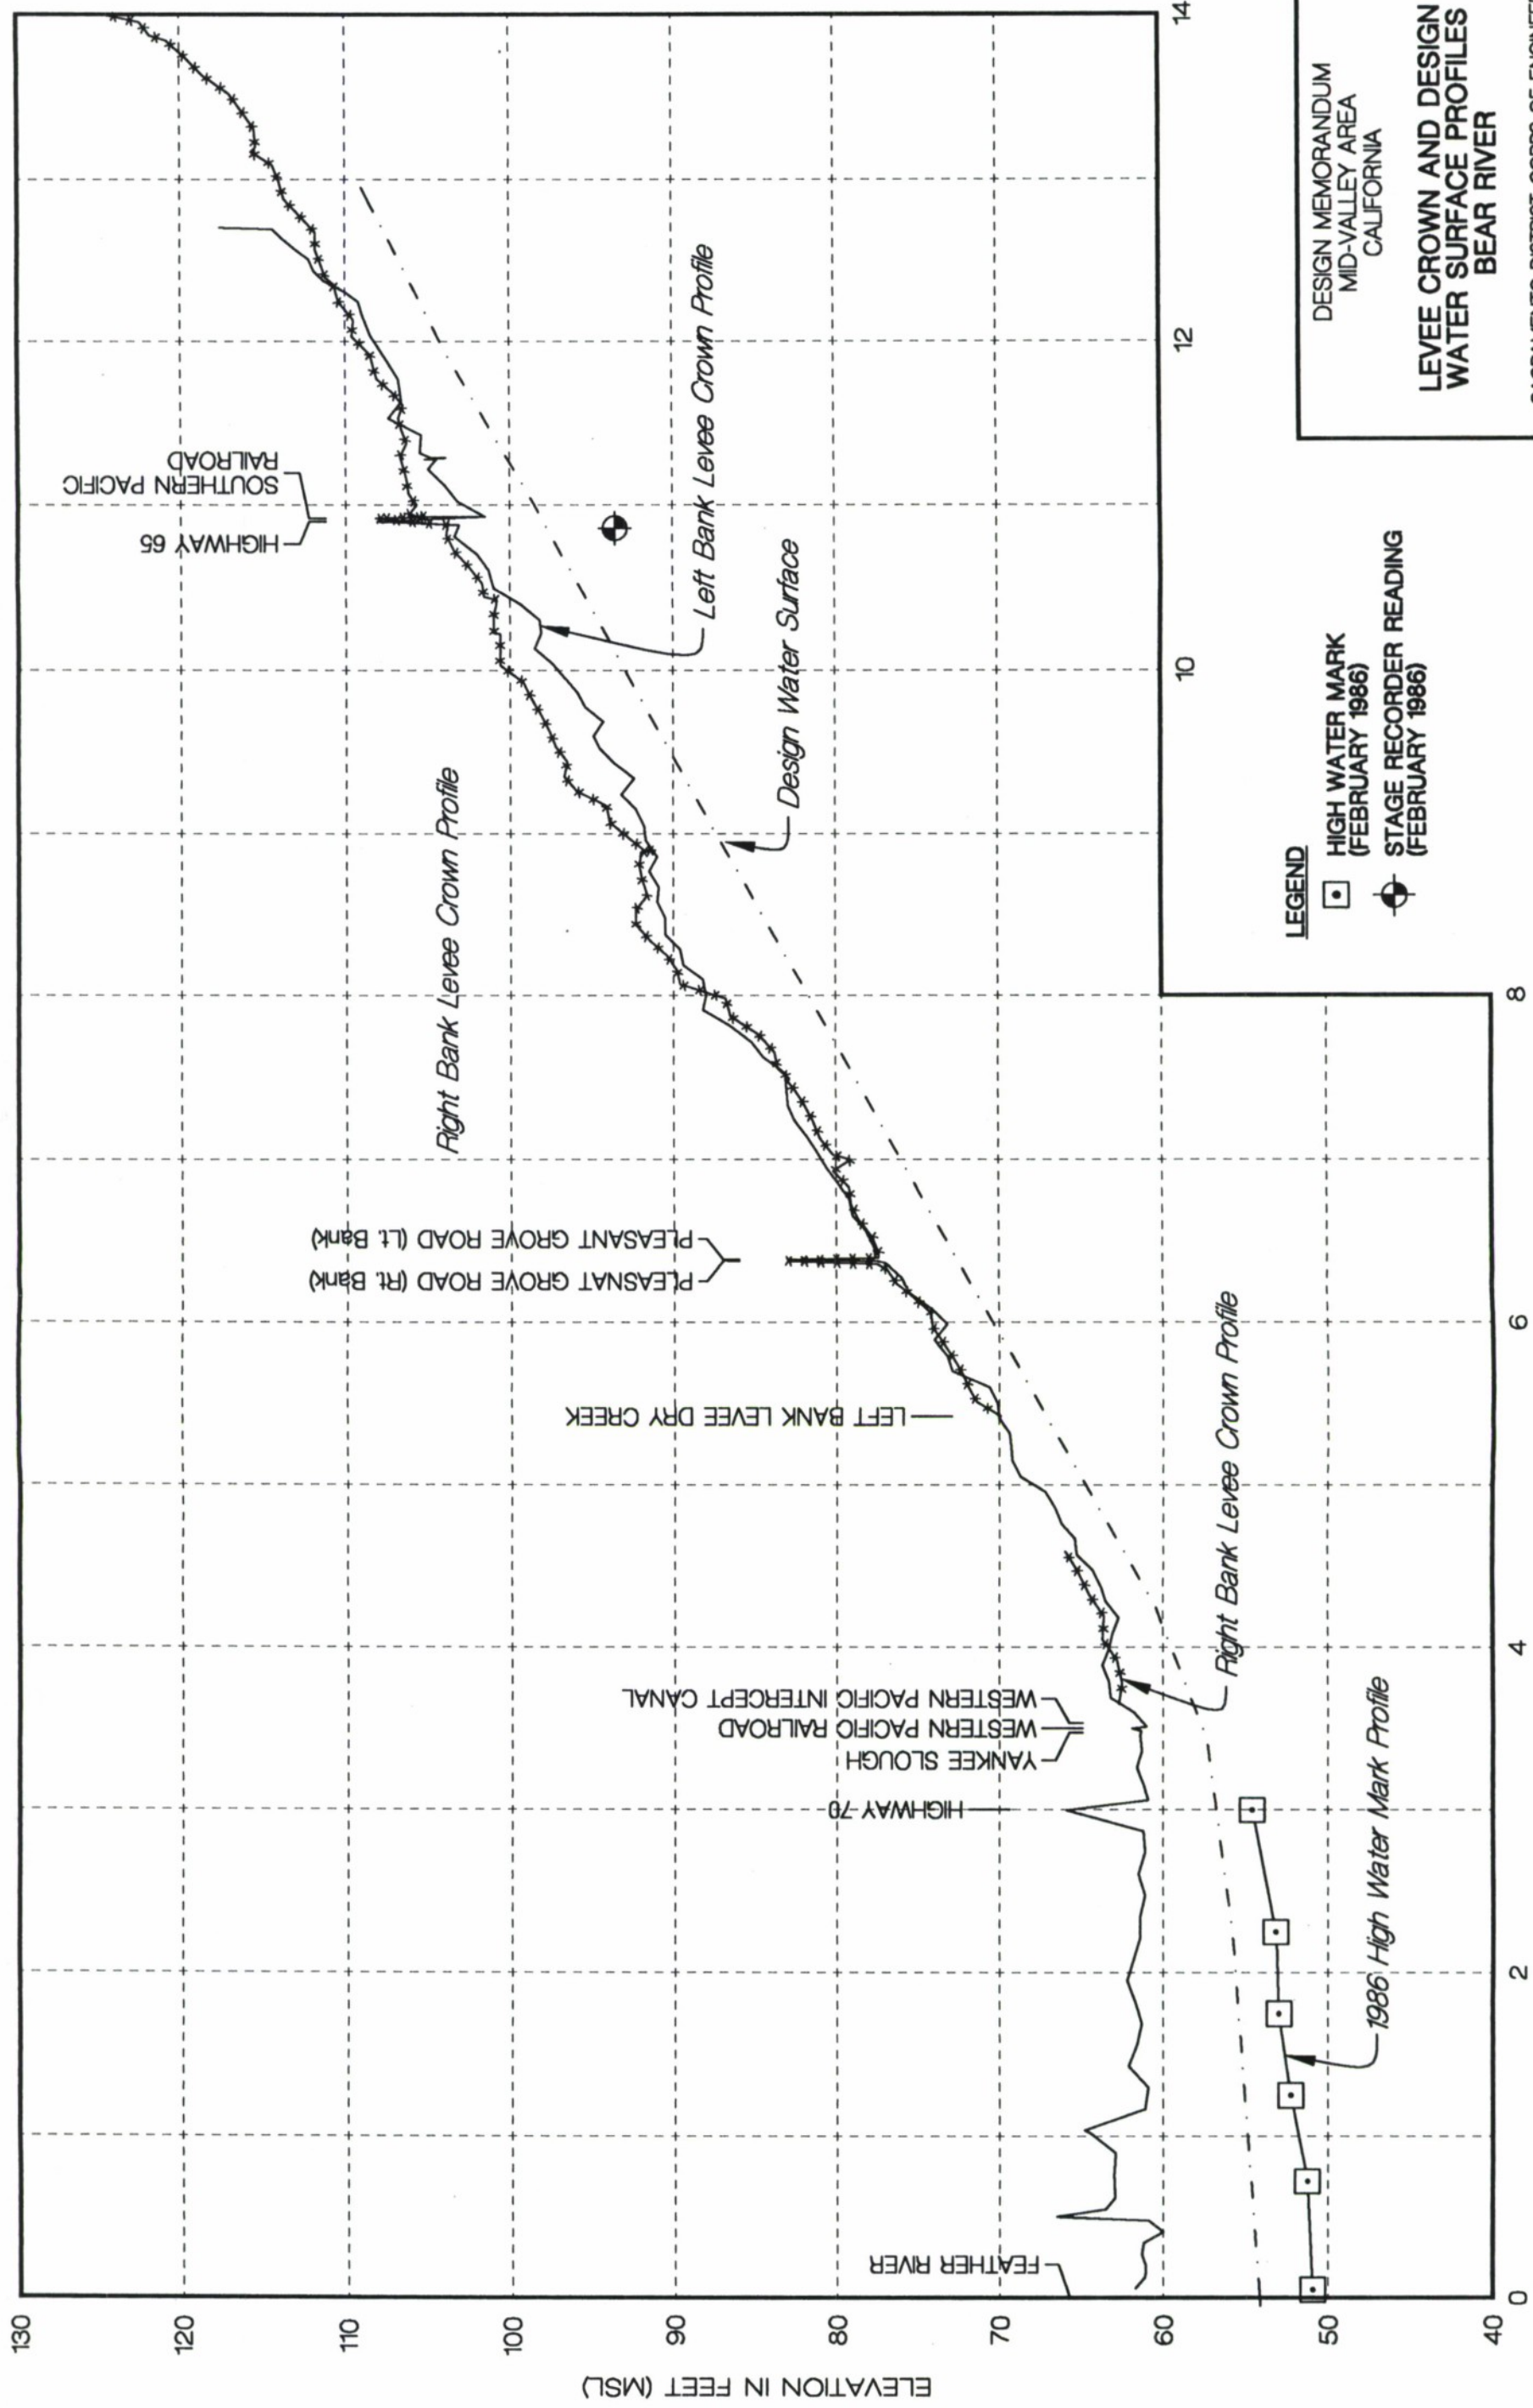 130
120
110
100
90
80
70
60
50
40
ELEVATION IN FEET (MSL)
0
2
4
6
8
10
12
14
FEATHER RIVER
HIGHWAY 70
YANKEE SLOUGH
WESTERN PACIFIC RAILROAD
WESTERN PACIFIC INTERCEPT CANAL
LEFT BANK LEVEE DRY CREEK
PLEASNAT GROVE ROAD (Rt. Bank)
PLEASANT GROVE ROAD (Lt. Bank)
HIGHWAY 65
SOUTHERN PACIFIC
RAILROAD
Right Bank Levee Crown Profile
Left Bank Levee Crown Profile
Design Water Surface
Right Bank Levee Crown Profile
1986 High Water Mark Profile
LEGEND
HIGH WATER MARK
(FEBRUARY 1986)
STAGE RECORDER READING
(FEBRUARY 1986)
DESIGN MEMORANDUM
MID-VALLEY AREA
CALIFORNIA
LEVEE CROWN AND DESIGN
WATER SURFACE PROFILES
BEAR RIVER